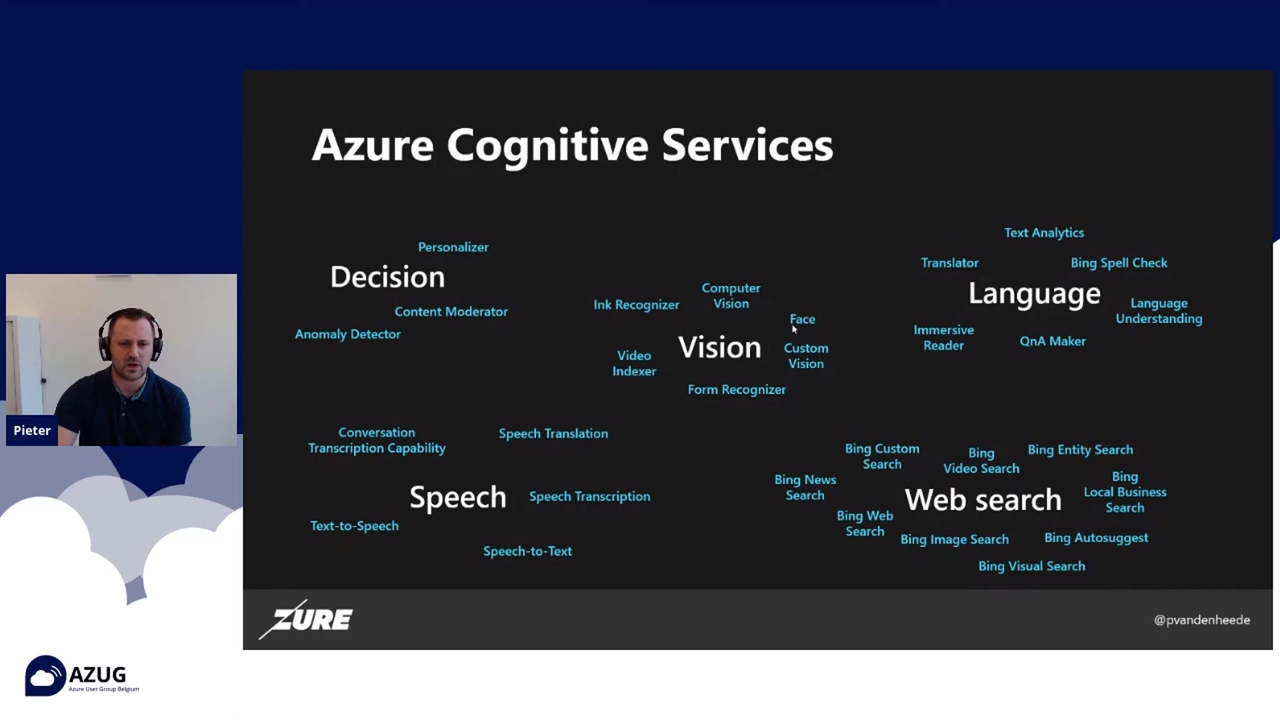 Azure Cognitive Services
Personalizer
Decision
Content Moderator
Anomaly Detector
Ink Recognizer
Computer
Vision
Face
Vision
Video
Indexer
Custom
Vision
Form Recognizer
Text Analytics
Translator
Bing Spell Check
Language
Language
Understanding
Immersive
Reader
QnA Maker
Conversation
Transcription Capability
Speech Translation
Speech
Speech Transcription
Text-to-Speech
Speech-to-Text
Bing Custom
Search
Bing
Video Search
Bing Entity Search
Bing News
Search
Web search
Bing
Local Business
Search
Bing Web
Search
Bing Image Search
Bing Autosuggest
Bing Visual Search
Pieter
ZURE
@pvandenheede
AZUG
Azure User Group Belgium